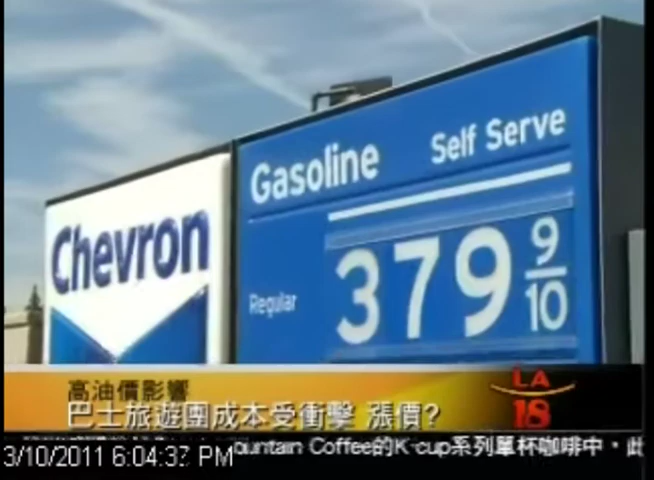 Chevron
Gasoline Self Serve
Regular 379 9/10
高油價影響
巴士旅遊團成本受衝擊 漲價?
LA
18
ountain Coffee的K-cup系列單杯咖啡中，此
3/10/2011 6:04:3 PM